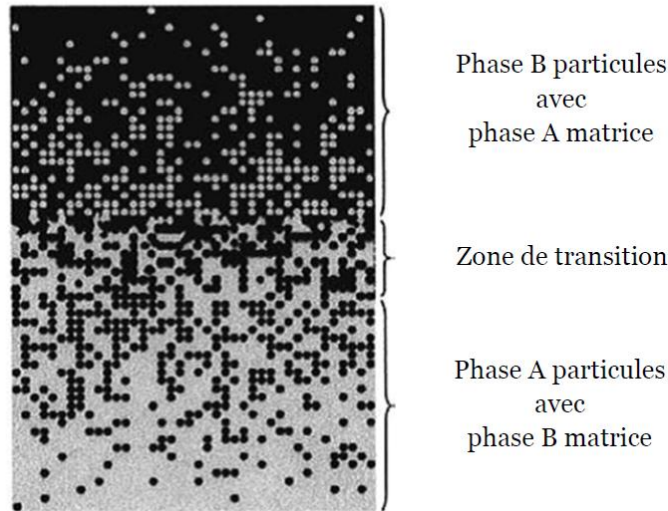 Phase B particules
avec
phase A matrice
Zone de transition
Phase A particules
avec
phase B matrice